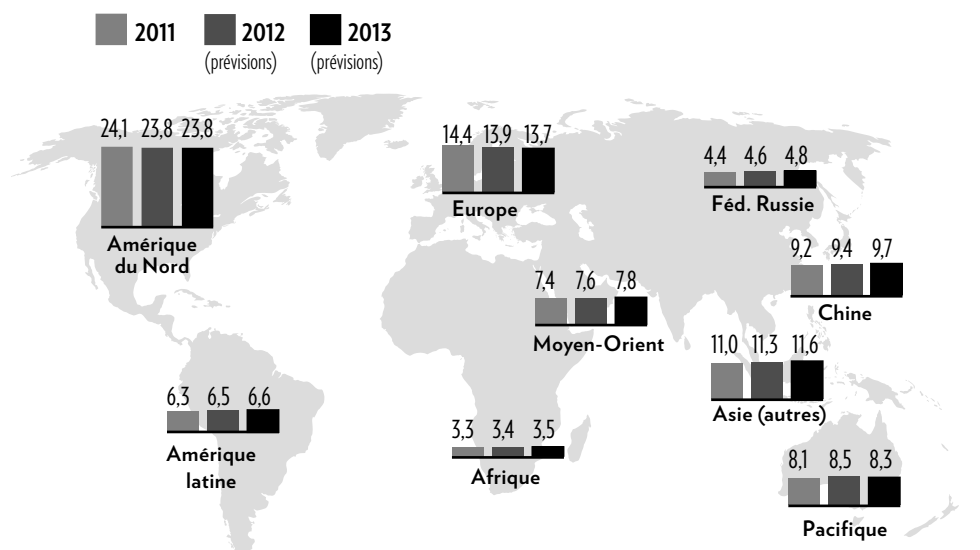 2011 2012 2013
(prévisions) (prévisions)
24,1 23,8 23,8
Amérique
du Nord
14,4 13,9 13,7
Europe
4,4 4,6 4,8
Féd. Russie
9,2 9,4 9,7
Chine
7,4 7,6 7,8
Moyen-Orient
11,0 11,3 11,6
Asie (autres)
6,3 6,5 6,6
Amérique
latine
3,3 3,4 3,5
Afrique
8,1 8,5 8,3
Pacifique